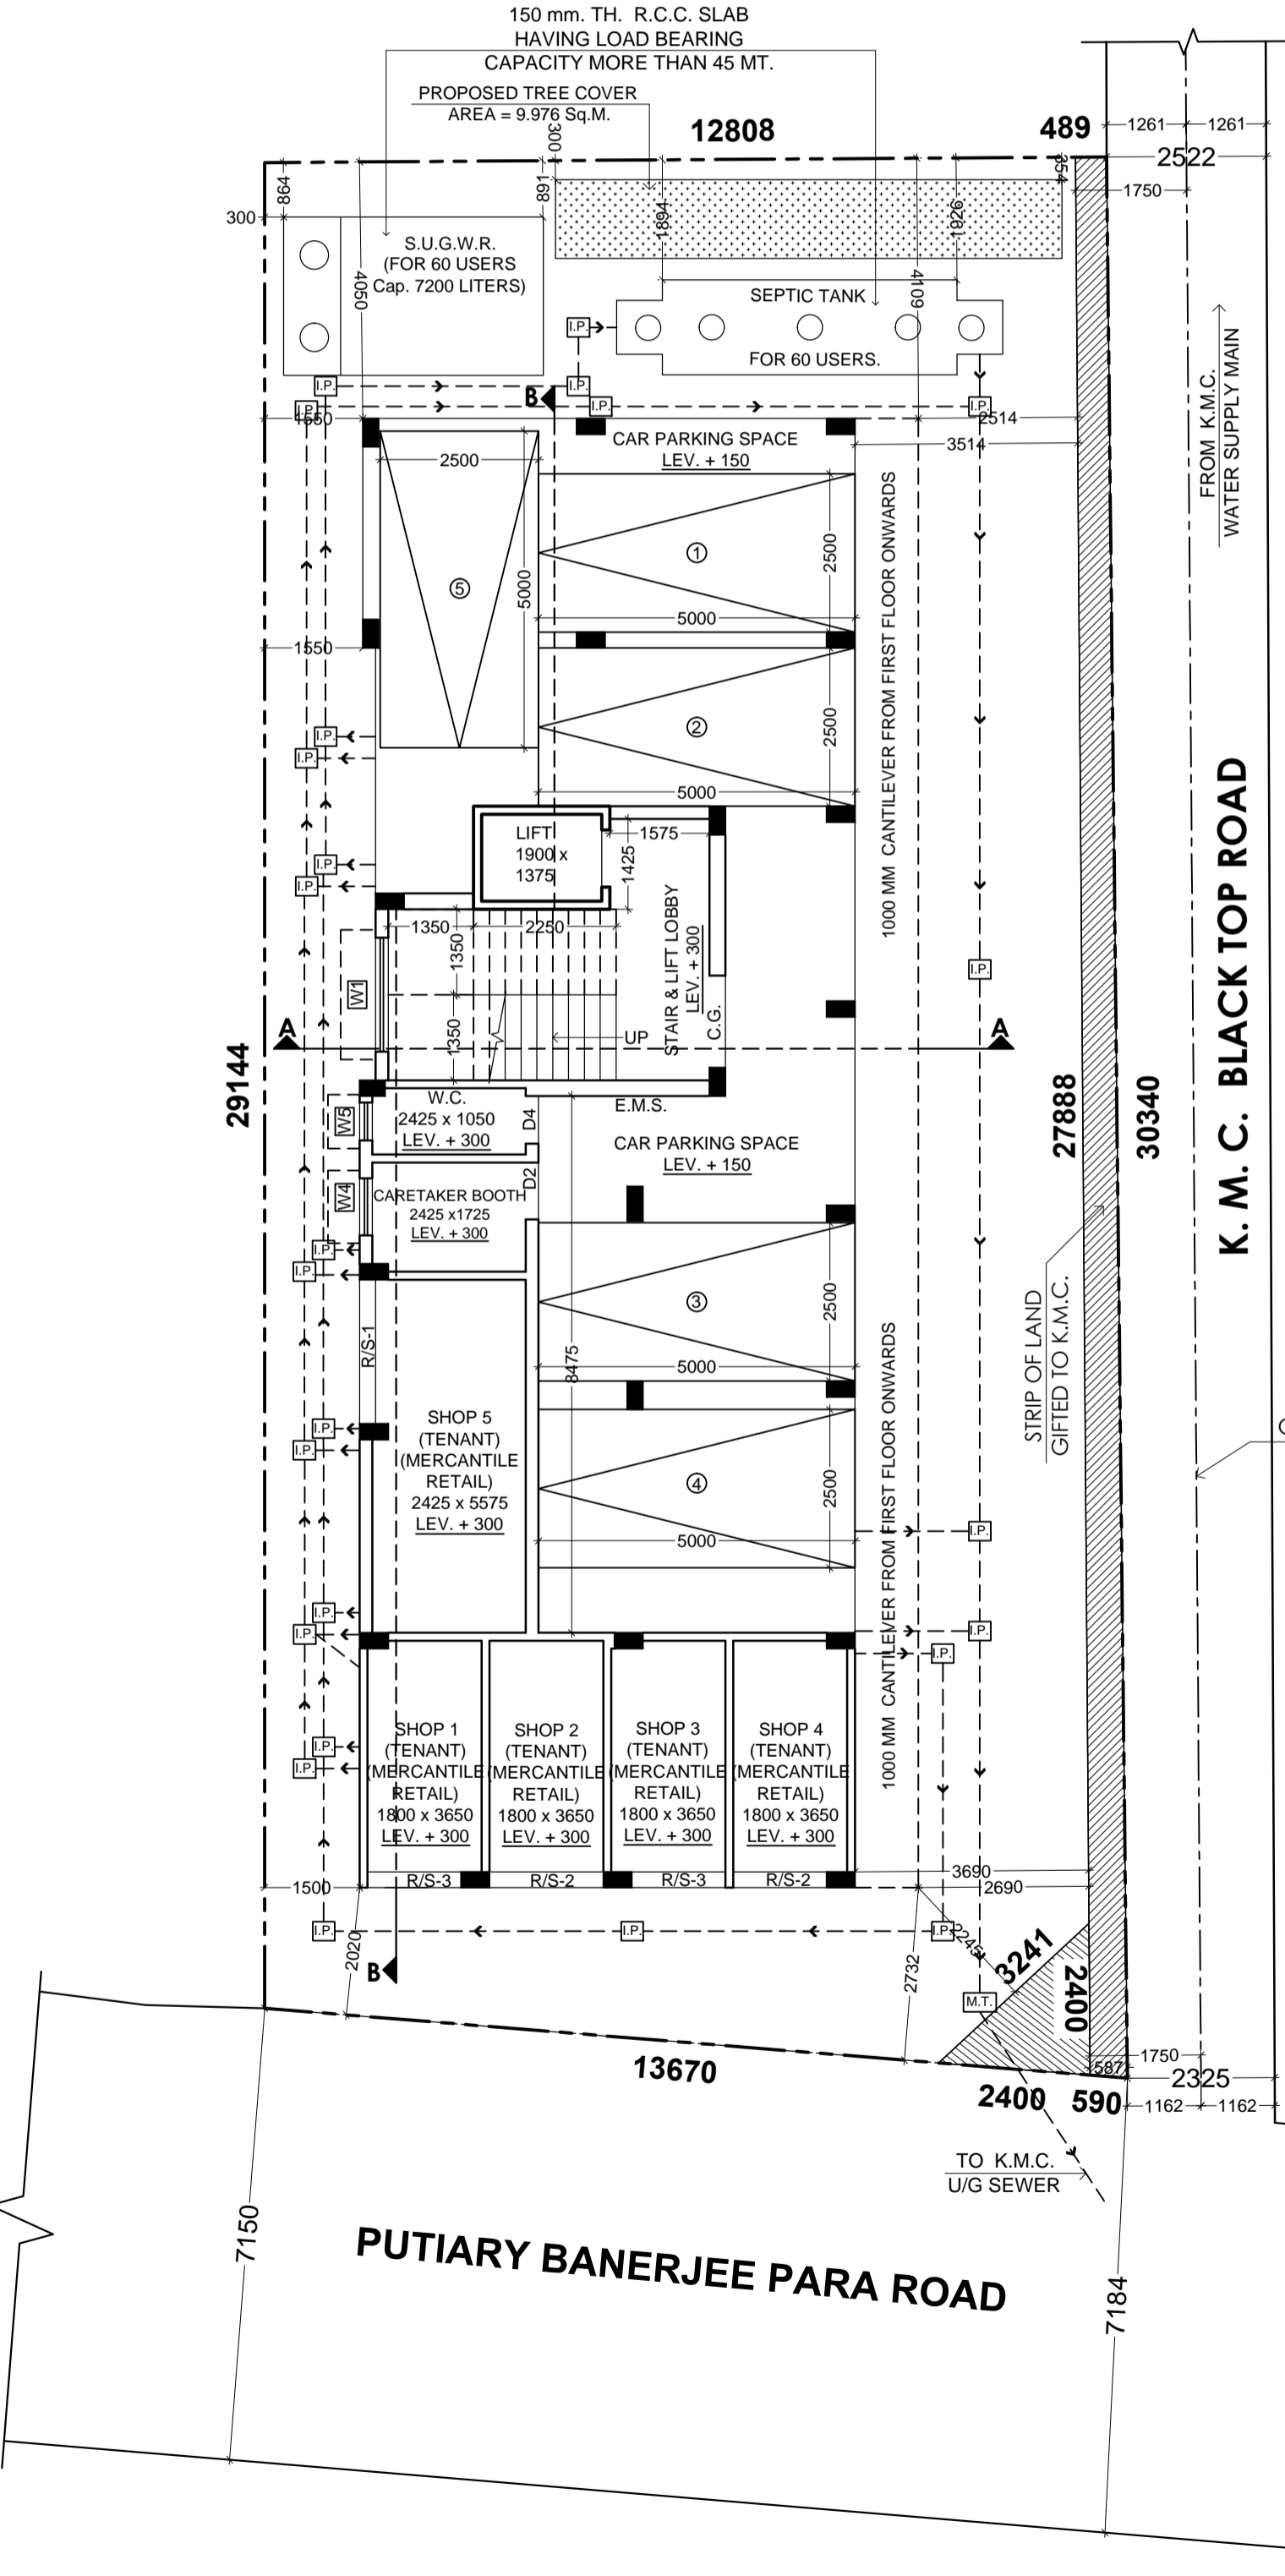 150 mm. TH. R.C.C. SLAB
HAVING LOAD BEARING
CAPACITY MORE THAN 45 MT.
PROPOSED TREE COVER
AREA = 9.976 Sq.M.
300
12808
489
1261
1261
2522
1750
354
864
891
300
1894
1926
S.U.G.W.R.
(FOR 60 USERS
Cap. 7200 LITERS)
4050
4109
SEPTIC TANK
FOR 60 USERS.
I.P.
I.P.
I.P.
I.P.
I.P.
I.P.
B
1550
2514
3514
CAR PARKING SPACE
LEV. + 150
2500
5000
5
1
2500
5000
1550
2
2500
5000
FROM K.M.C.
WATER SUPPLY MAIN
1000 MM CANTILEVER FROM FIRST FLOOR ONWARDS
I.P.
I.P.
I.P.
I.P.
LIFT
1900 x
1375
1575
1425
1350
2250
1350
1350
STAIR & LIFT LOBBY
LEV. + 300
C.G.
UP
W1
I.P.
A
A
29144
27888
30340
K. M. C. BLACK TOP ROAD
W.C.
2425 x 1050
LEV. + 300
D4
E.M.S.
W5
CAR PARKING SPACE
LEV. + 150
D2
W4
CARETAKER BOOTH
2425 x1725
LEV. + 300
I.P.
I.P.
R/S-1
3
2500
5000
8475
STRIP OF LAND
GIFTED TO K.M.C.
1000 MM CANTILEVER FROM FIRST FLOOR ONWARDS
SHOP 5
(TENANT)
(MERCANTILE
RETAIL)
2425 x 5575
LEV. + 300
I.P.
I.P.
4
2500
5000
I.P.
I.P.
I.P.
I.P.
I.P.
SHOP 1
(TENANT)
(MERCANTILE
RETAIL)
1800 x 3650
LEV. + 300
SHOP 2
(TENANT)
(MERCANTILE
RETAIL)
1800 x 3650
LEV. + 300
SHOP 3
(TENANT)
(MERCANTILE
RETAIL)
1800 x 3650
LEV. + 300
SHOP 4
(TENANT)
(MERCANTILE
RETAIL)
1800 x 3650
LEV. + 300
I.P.
I.P.
R/S-3
R/S-2
R/S-3
R/S-2
3690
2690
1500
I.P.
I.P.
I.P.
2020
B
2732
2245
3241
2400
M.T.
13670
1750
587
2325
2400
590
1162
1162
TO K.M.C.
U/G SEWER
7150
PUTIARY BANERJEE PARA ROAD
7184